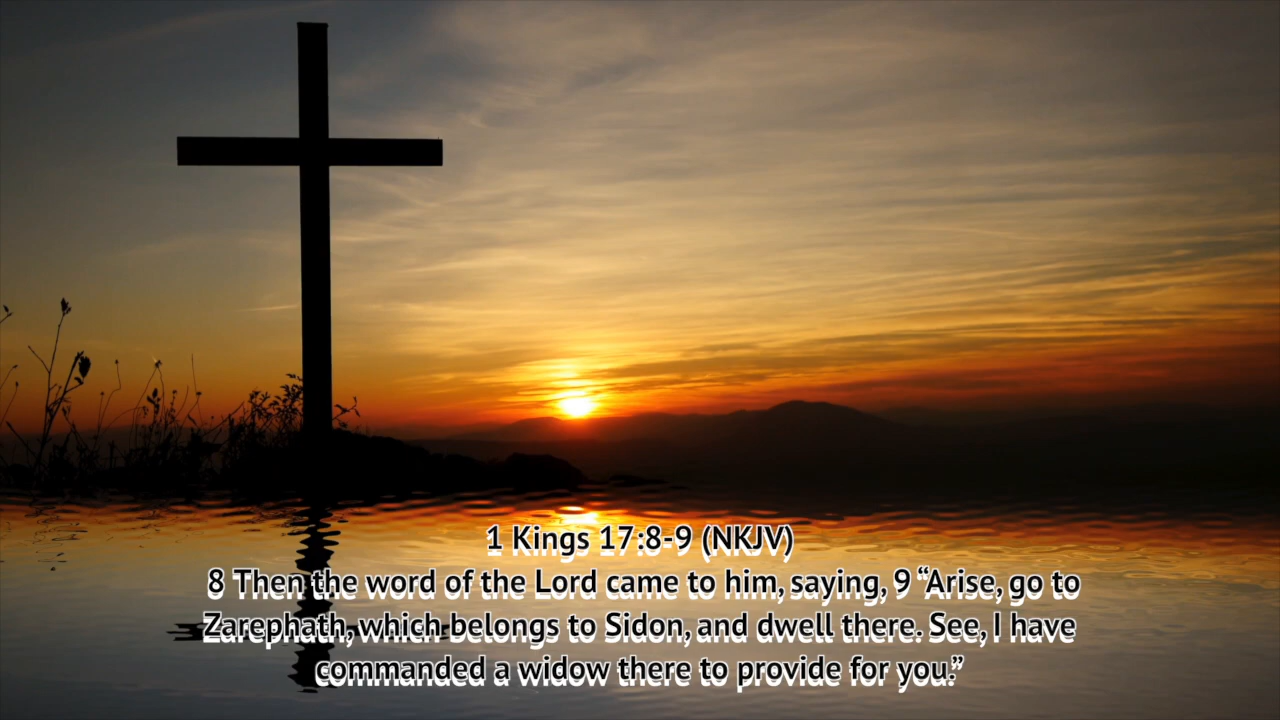 1 Kings 17:8-9 (NKJV)
8 Then the word of the Lord came to him, saying, 9 “Arise, go to
Zarephath, which belongs to Sidon, and dwell there. See, I have
commanded a widow there to provide for you.”